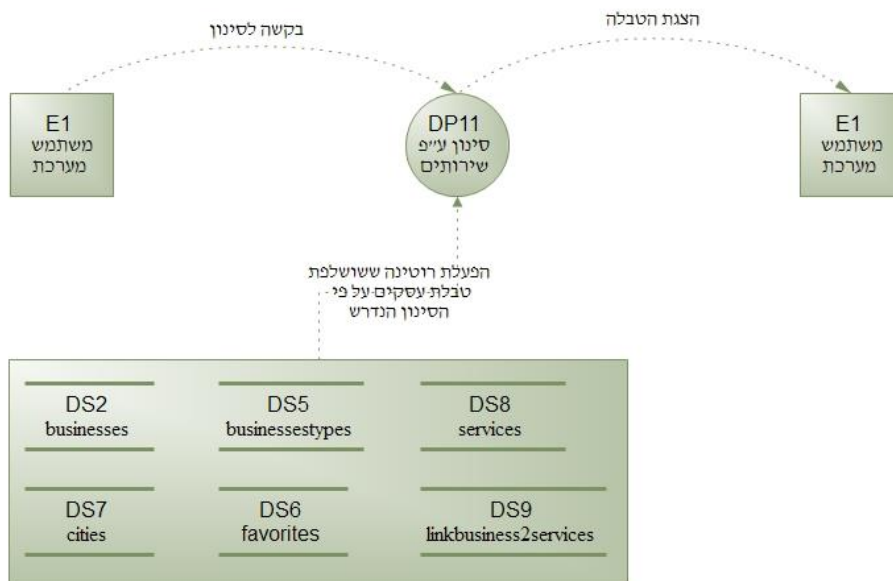 בקשה לסינון
הצגת הטבלה
E1
משתמש
מערכת
DP11
סינון ע״פ
שירותים
E1
משתמש
מערכת
הפעלת רוטינה ששולפת
טבלת עסקים על פי
הסינון הנדרש
DS2
businesses
DS5
businessestypes
DS8
services
DS7
cities
DS6
favorites
DS9
linkbusiness2services